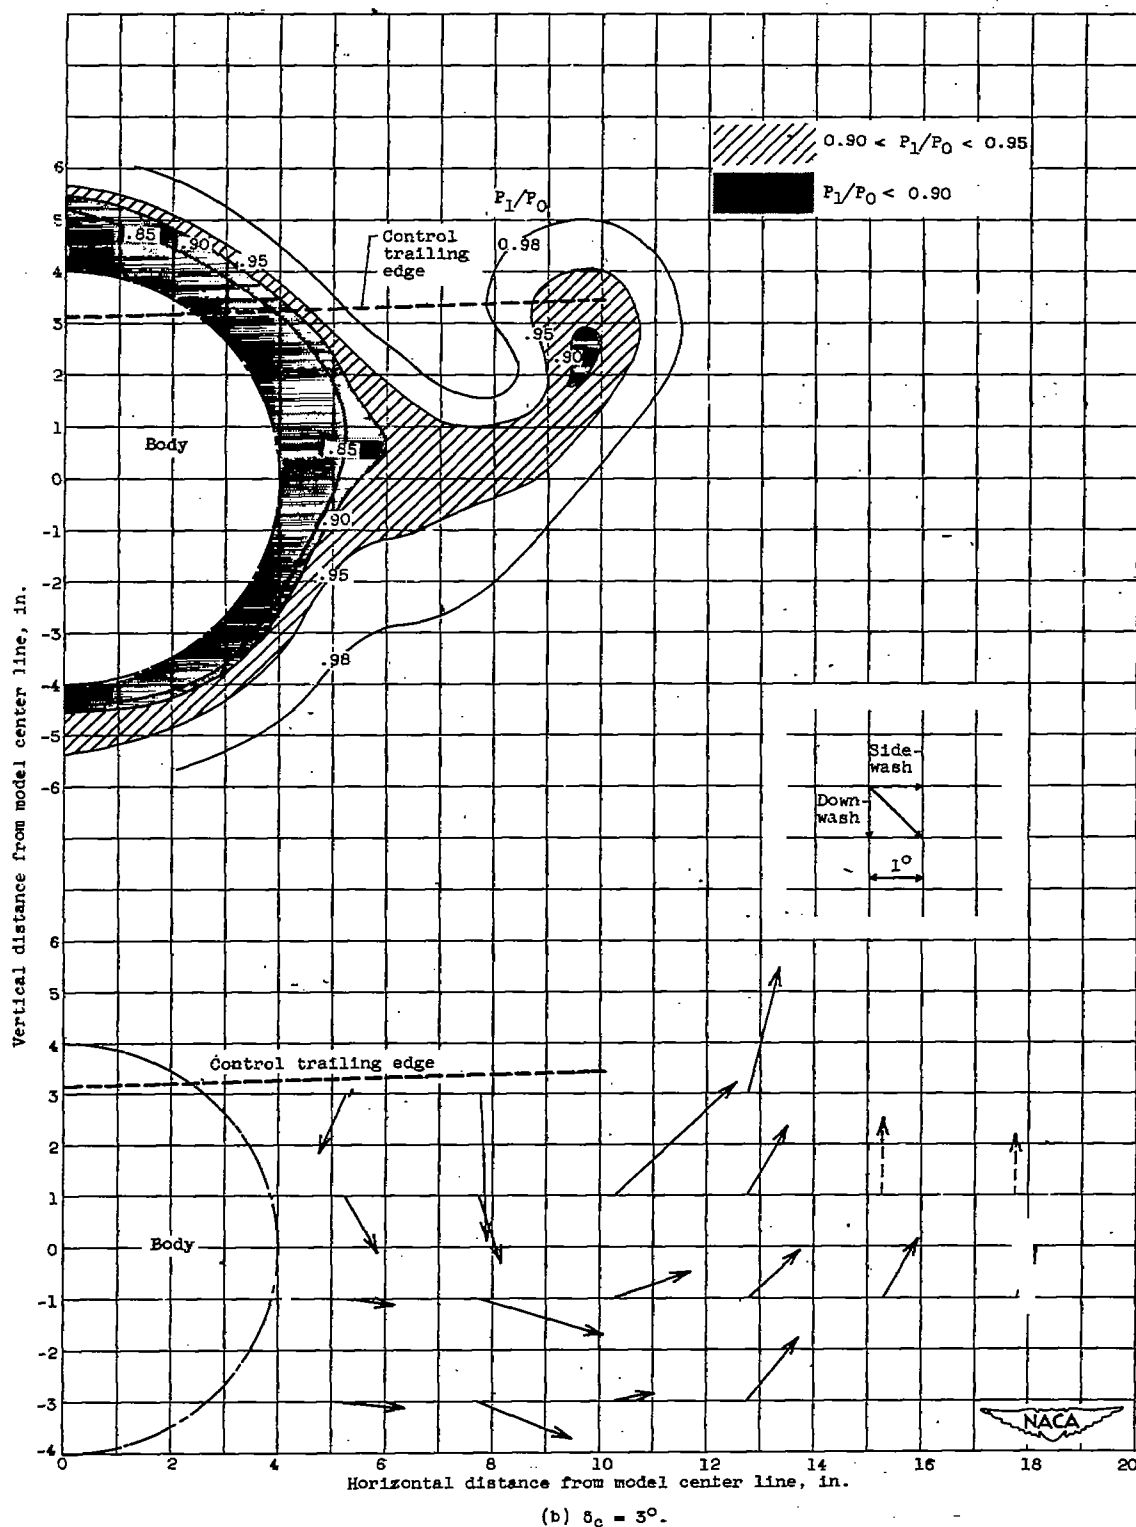 0.90 < P1/P0 < 0.95
P1/P0 < 0.90
P1/P0
0.98
Control
trailing
edge
.85
.90
.95
.95
.90
Body
.85
.90
.95
.98
6
5
4
3
2
1
0
-1
-2
-3
-4
-5
-6
Side-
wash
Down-
wash
1°
Vertical distance from model center line, in.
6
5
4
3
2
1
0
-1
-2
-3
-4
Control trailing edge
Body
NACA
0 2 4 6 8 10 12 14 16 18 20
Horizontal distance from model center line, in.
(b) δc = 3°.